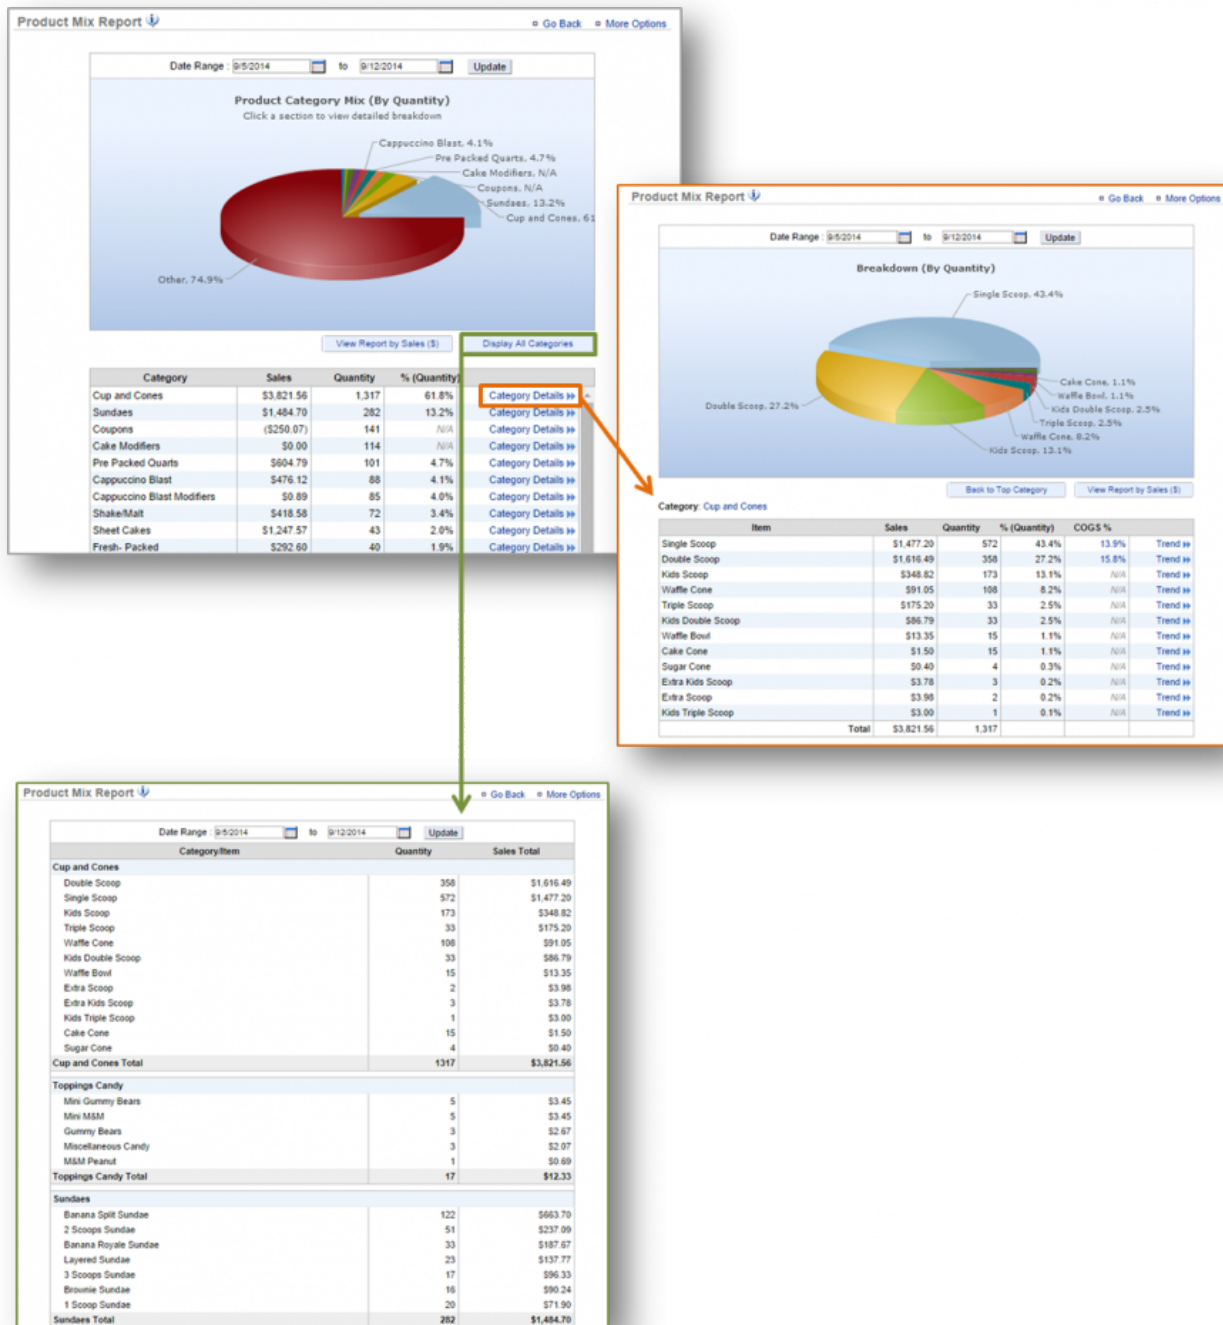 Product Mix Report
Go Back More Options
Date Range : 9/5/2014 to 9/12/2014 Update
Product Category Mix (By Quantity)
Click a section to view detailed breakdown
Cappuccino Blast, 4.1%
Pre Packed Quarts, 4.7%
Cake Modifiers, N/A
Coupons, N/A
Sundaes, 13.2%
Cup and Cones, 61
Other, 74.9%
View Report by Sales ($) Display All Categories
Category Sales Quantity % (Quantity)
Cup and Cones $3,821.56 1,317 61.8% Category Details
Sundaes $1,484.70 282 13.2% Category Details
Coupons ($250.07) 141 N/A Category Details
Cake Modifiers $0.00 114 N/A Category Details
Pre Packed Quarts $604.79 101 4.7% Category Details
Cappuccino Blast $476.12 88 4.1% Category Details
Cappuccino Blast Modifiers $0.89 85 4.0% Category Details
Shake/Malt $418.58 72 3.4% Category Details
Sheet Cakes $1,247.57 43 2.0% Category Details
Fresh- Packed $292.60 40 1.9% Category Details
Product Mix Report
Go Back More Options
Date Range : 9/5/2014 to 9/12/2014 Update
Breakdown (By Quantity)
Single Scoop, 43.4%
Cake Cone, 1.1%
Waffle Bowl, 1.1%
Kids Double Scoop, 2.5%
Triple Scoop, 2.5%
Waffle Cone, 8.2%
Kids Scoop, 13.1%
Double Scoop, 27.2%
Back to Top Category View Report by Sales ($)
Category: Cup and Cones
Item Sales Quantity % (Quantity) COGS %
Single Scoop $1,477.20 572 43.4% 13.9% Trend
Double Scoop $1,616.49 358 27.2% 15.8% Trend
Kids Scoop $348.82 173 13.1% N/A Trend
Waffle Cone $91.05 108 8.2% N/A Trend
Triple Scoop $175.20 33 2.5% N/A Trend
Kids Double Scoop $86.79 33 2.5% N/A Trend
Waffle Bowl $13.35 15 1.1% N/A Trend
Cake Cone $1.50 15 1.1% N/A Trend
Sugar Cone $0.40 4 0.3% N/A Trend
Extra Kids Scoop $3.78 3 0.2% N/A Trend
Extra Scoop $3.98 2 0.2% N/A Trend
Kids Triple Scoop $3.00 1 0.1% N/A Trend
Total $3,821.56 1,317
Product Mix Report
Go Back More Options
Date Range : 9/5/2014 to 9/12/2014 Update
Category/Item Quantity Sales Total
Cup and Cones
Double Scoop 358 $1,616.49
Single Scoop 572 $1,477.20
Kids Scoop 173 $348.82
Triple Scoop 33 $175.20
Waffle Cone 108 $91.05
Kids Double Scoop 33 $86.79
Waffle Bowl 15 $13.35
Extra Scoop 2 $3.98
Extra Kids Scoop 3 $3.78
Kids Triple Scoop 1 $3.00
Cake Cone 15 $1.50
Sugar Cone 4 $0.40
Cup and Cones Total 1317 $3,821.56
Toppings Candy
Mini Gummy Bears 5 $3.45
Mini M&M 5 $3.45
Gummy Bears 3 $2.67
Miscellaneous Candy 3 $2.07
M&M Peanut 1 $0.69
Toppings Candy Total 17 $12.33
Sundaes
Banana Split Sundae 122 $663.70
2 Scoops Sundae 51 $237.09
Banana Royale Sundae 33 $187.67
Layered Sundae 23 $137.77
3 Scoops Sundae 17 $96.33
Brownie Sundae 16 $90.24
1 Scoop Sundae 20 $71.90
Sundaes Total 282 $1,484.70